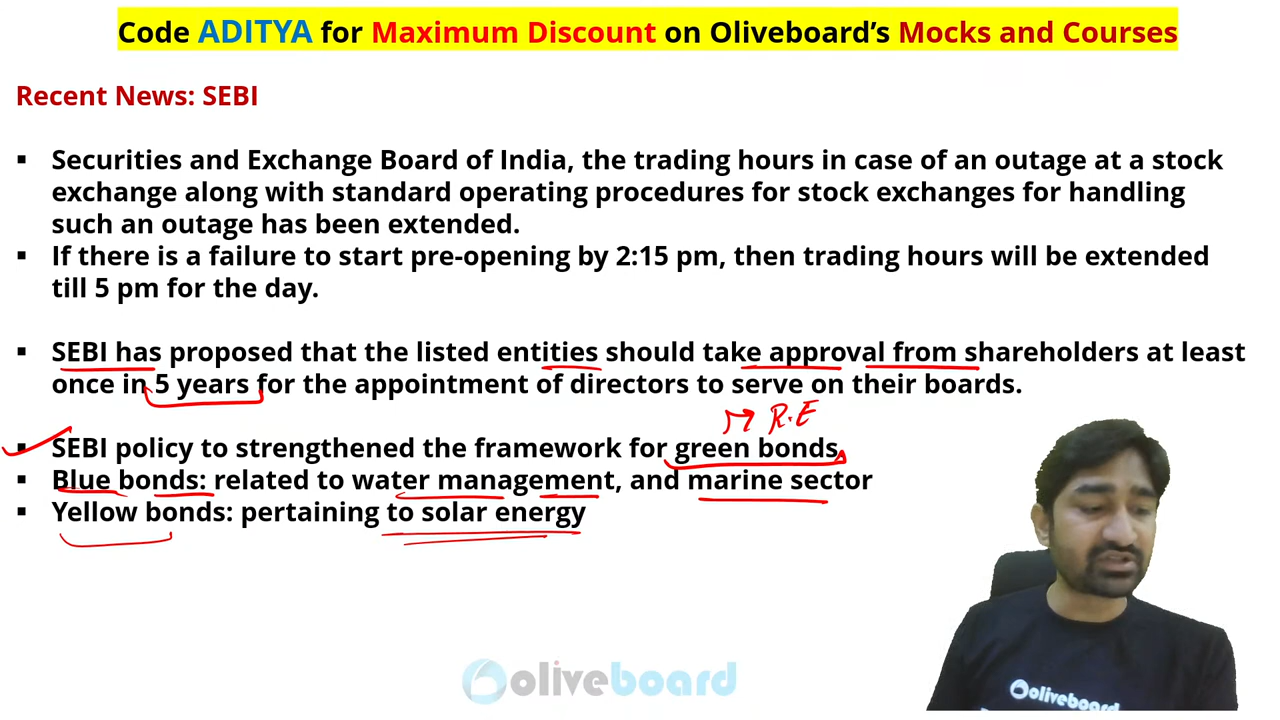 Code ADITYA for Maximum Discount on Oliveboard's Mocks and Courses
Recent News: SEBI
▪ Securities and Exchange Board of India, the trading hours in case of an outage at a stock
exchange along with standard operating procedures for stock exchanges for handling
such an outage has been extended.
▪ If there is a failure to start pre-opening by 2:15 pm, then trading hours will be extended
till 5 pm for the day.
▪ SEBI has proposed that the listed entities should take approval from shareholders at least
once in 5 years for the appointment of directors to serve on their boards.
R.E
▪ SEBI policy to strengthened the framework for green bonds.
▪ Blue bonds: related to water management, and marine sector
▪ Yellow bonds: pertaining to solar energy
oliveboard
oliveboard